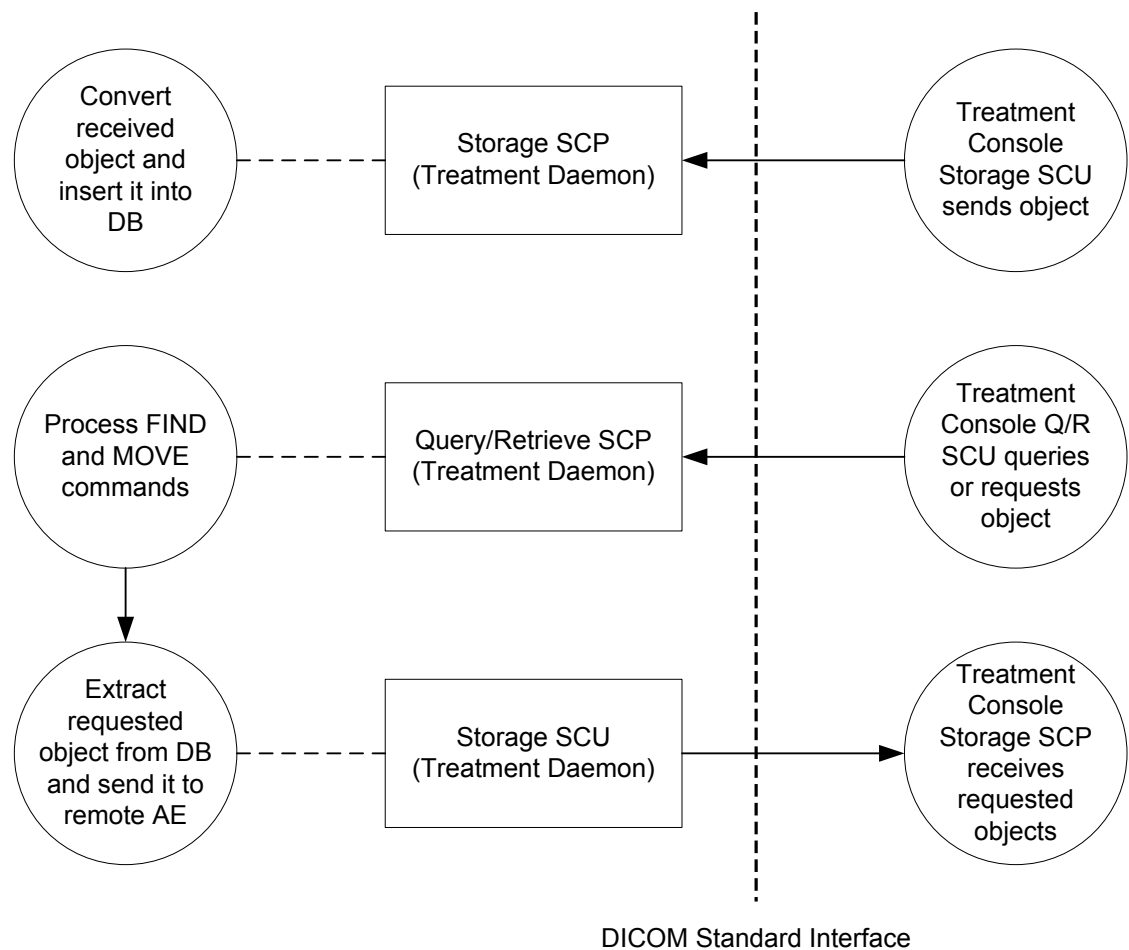 Convert
received
object and
insert it into
DB
Storage SCP
(Treatment Daemon)
Treatment
Console
Storage SCU
sends object
Process FIND
and MOVE
commands
Query/Retrieve SCP
(Treatment Daemon)
Treatment
Console Q/R
SCU queries
or requests
object
Extract
requested
object from DB
and send it to
remote AE
Storage SCU
(Treatment Daemon)
Treatment
Console
Storage SCP
receives
requested
objects
DICOM Standard Interface